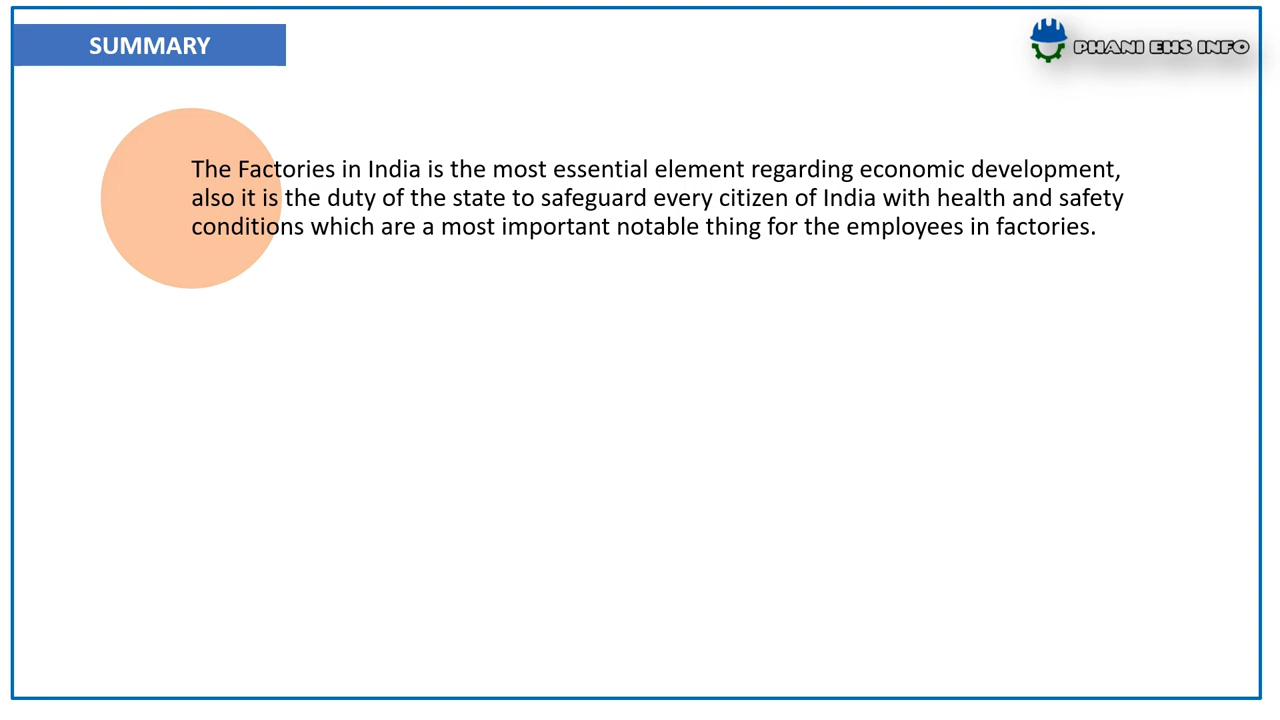 SUMMARY
PHANI EHS INFO
The Factories in India is the most essential element regarding economic development,
also it is the duty of the state to safeguard every citizen of India with health and safety
conditions which are a most important notable thing for the employees in factories.